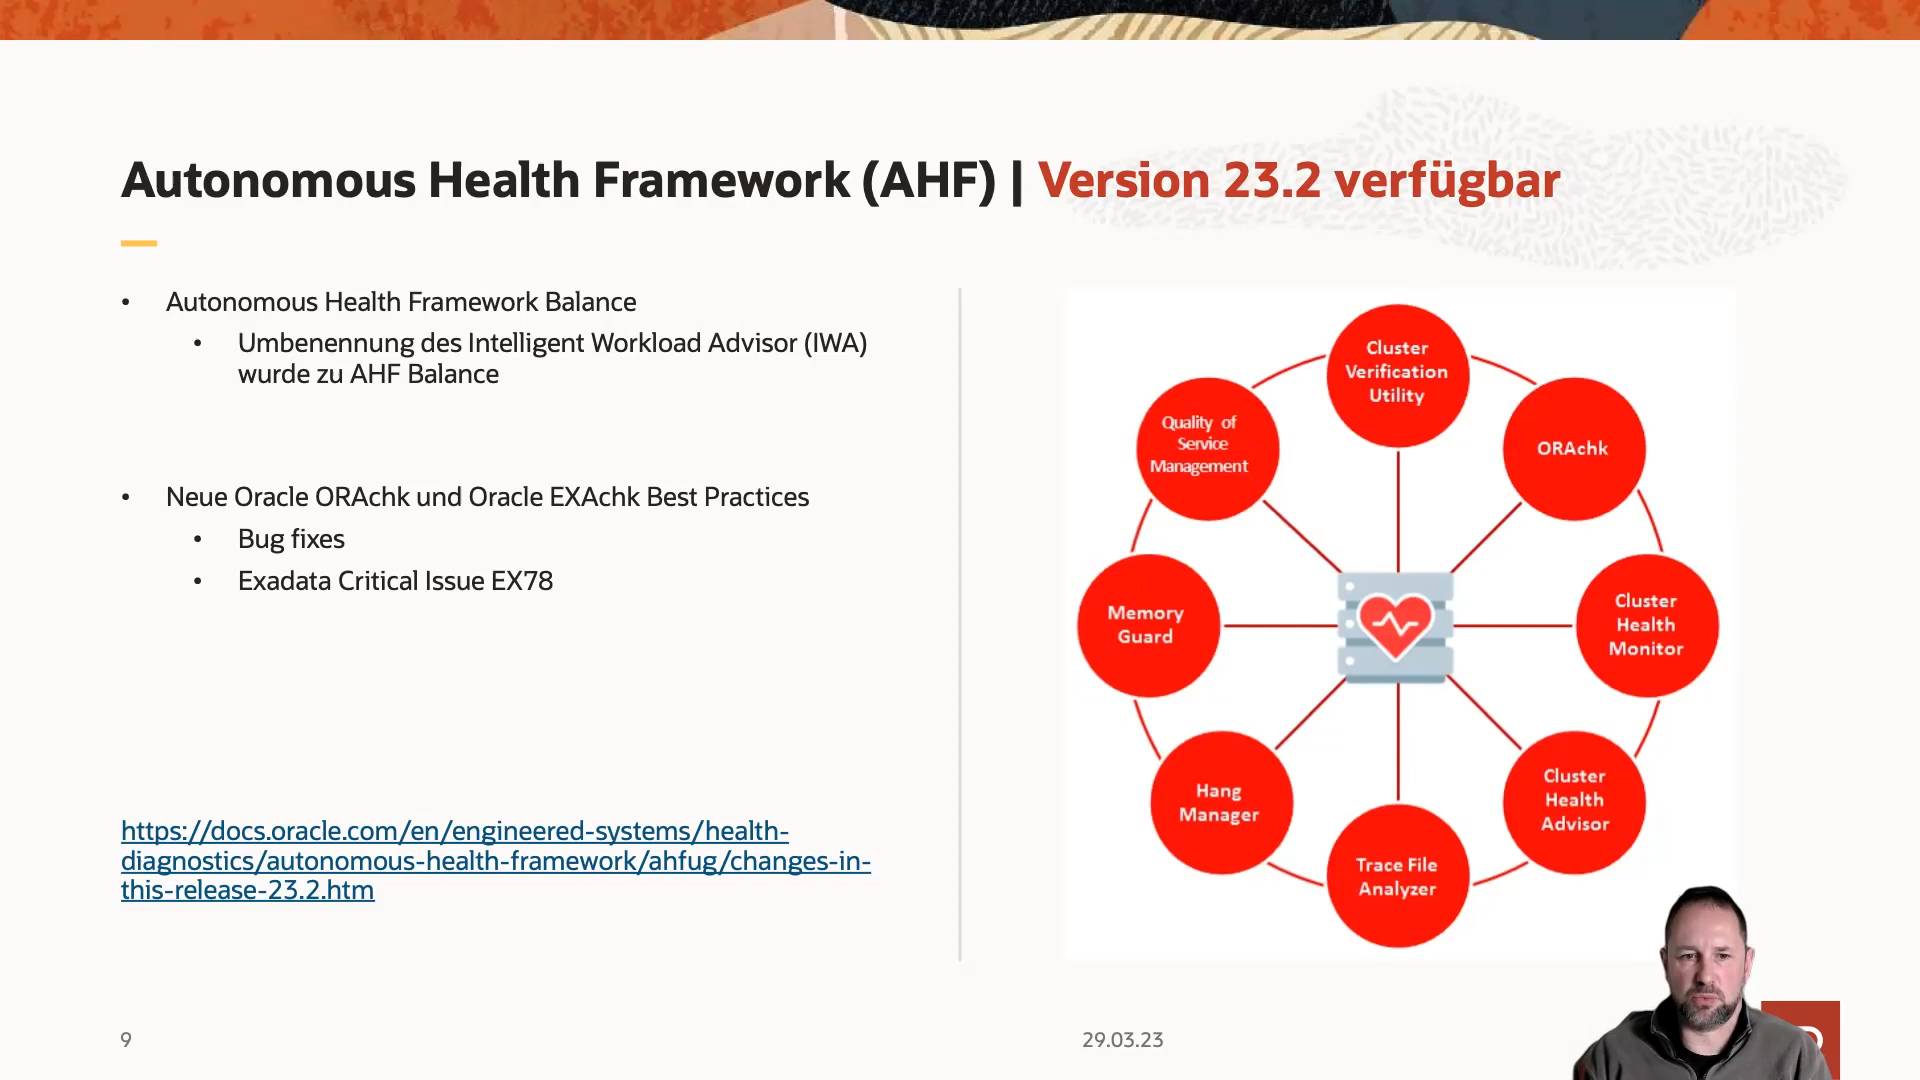 Autonomous Health Framework (AHF) | Version 23.2 verfügbar
• Autonomous Health Framework Balance
• Umbenennung des Intelligent Workload Advisor (IWA)
wurde zu AHF Balance
• Neue Oracle ORAchk und Oracle EXAchk Best Practices
• Bug fixes
• Exadata Critical Issue EX78
https://docs.oracle.com/en/engineered-systems/health-
diagnostics/autonomous-health-framework/ahfug/changes-in-
this-release-23.2.htm
Cluster
Verification
Utility
ORAchk
Cluster
Health
Monitor
Cluster
Health
Advisor
Trace File
Analyzer
Hang
Manager
Memory
Guard
Quality of
Service
Management
9
29.03.23